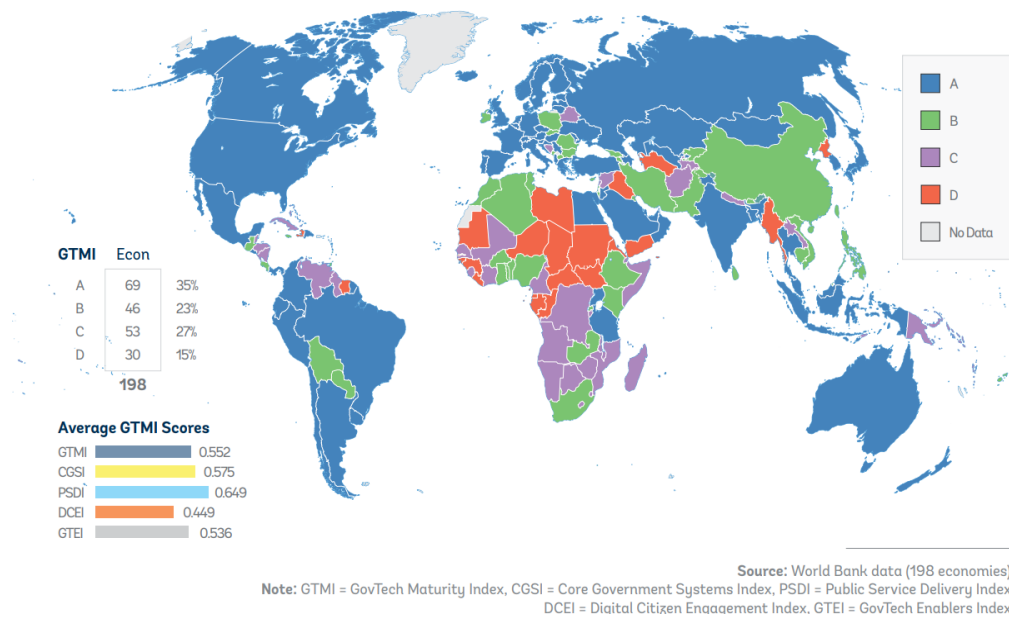 A
B
C
D
No Data
GTMI Econ
A 69 35%
B 46 23%
C 53 27%
D 30 15%
198
Average GTMI Scores
GTMI 0.552
CGSI 0.575
PSDI` 0.649
DCEI 0.449
GTEI 0.536
Source: World Bank data (198 economies)
Note: GTMI = GovTech Maturity Index, CGSI = Core Government Systems Index, PSDI = Public Service Delivery Index
DCEI = Digital Citizen Engagement Index, GTEI = GovTech Enablers Index